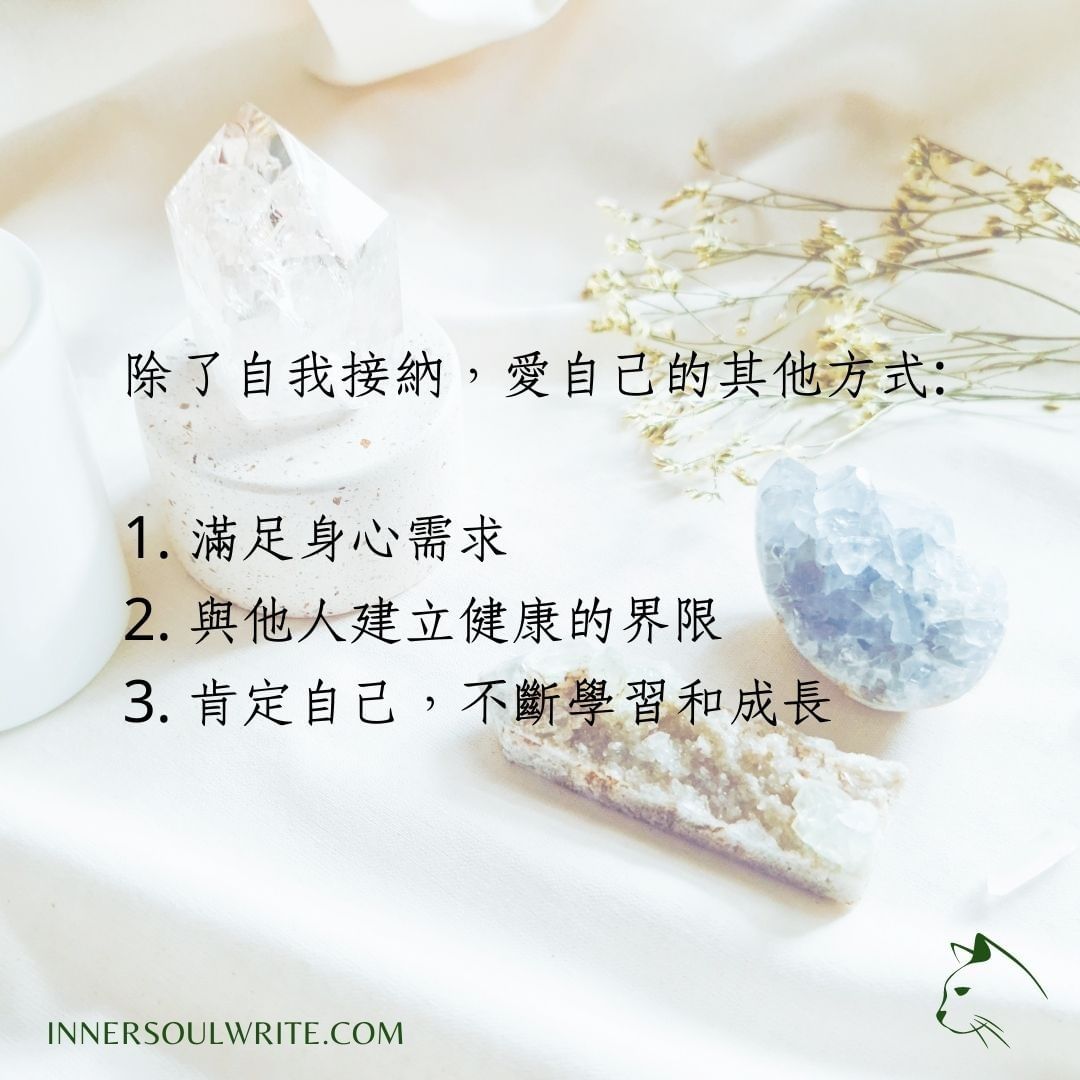 除了自我接納，愛自己的其他方式:
1. 滿足身心需求
2. 與他人建立健康的界限
3. 肯定自己，不斷學習和成長
INNERSOULWRITE.COM